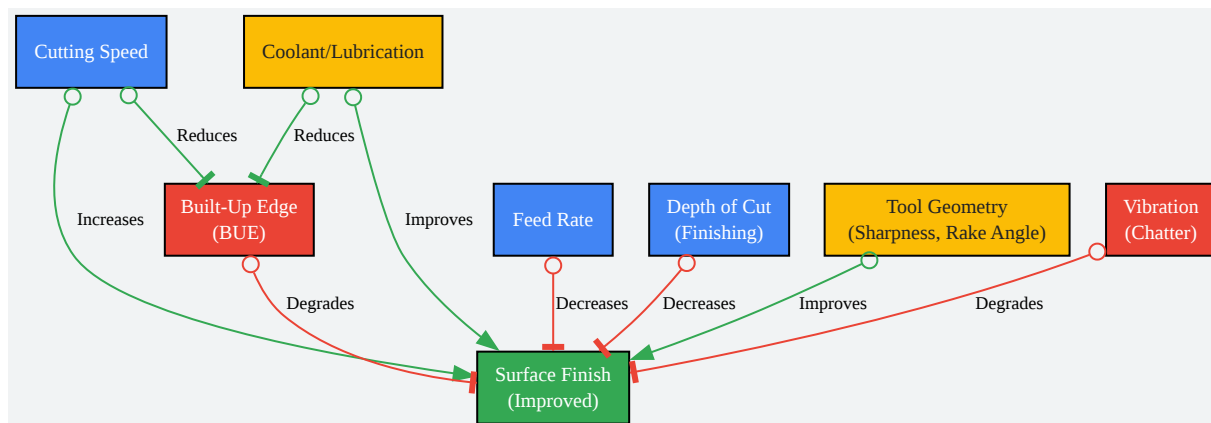 Cutting Speed
Coolant/Lubrication
Reduces
Reduces
Built-Up Edge
(BUE)
Increases
Improves
Feed Rate
Depth of Cut
(Finishing)
Tool Geometry
(Sharpness, Rake Angle)
Vibration
(Chatter)
Degrades
Decreases
Decreases
Improves
Degrades
Surface Finish
(Improved)